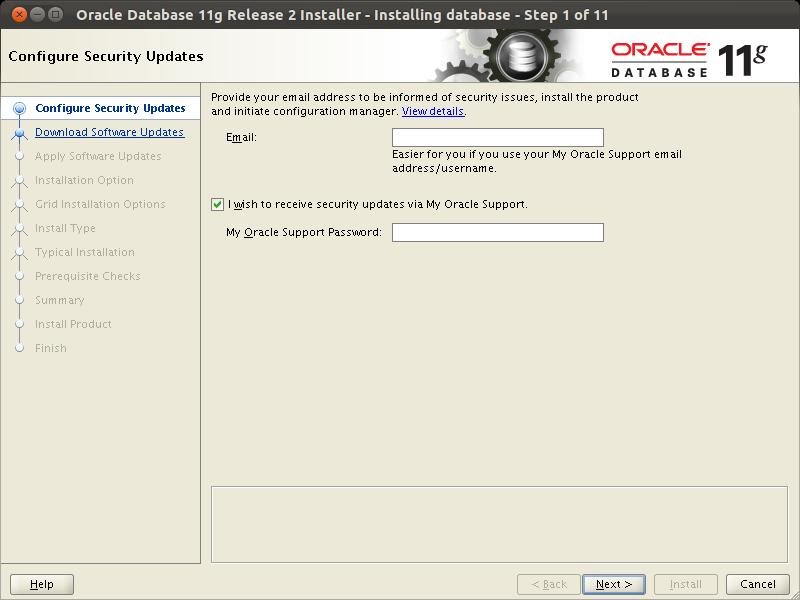 Oracle Database 11g Release 2 Installer - Installing database - Step 1 of 11
Configure Security Updates
ORACLE
DATABASE
11g
Configure Security Updates
Download Software Updates
Apply Software Updates
Installation Option
Grid Installation Options
Install Type
Typical Installation
Prerequisite Checks
Summary
Install Product
Finish
Provide your email address to be informed of security issues, install the product
and initiate configuration manager. View details.
Email:
Easier for you if you use your My Oracle Support email
address/username.
I wish to receive security updates via My Oracle Support.
My Oracle Support Password:
Help
< Back
Next >
Install
Cancel